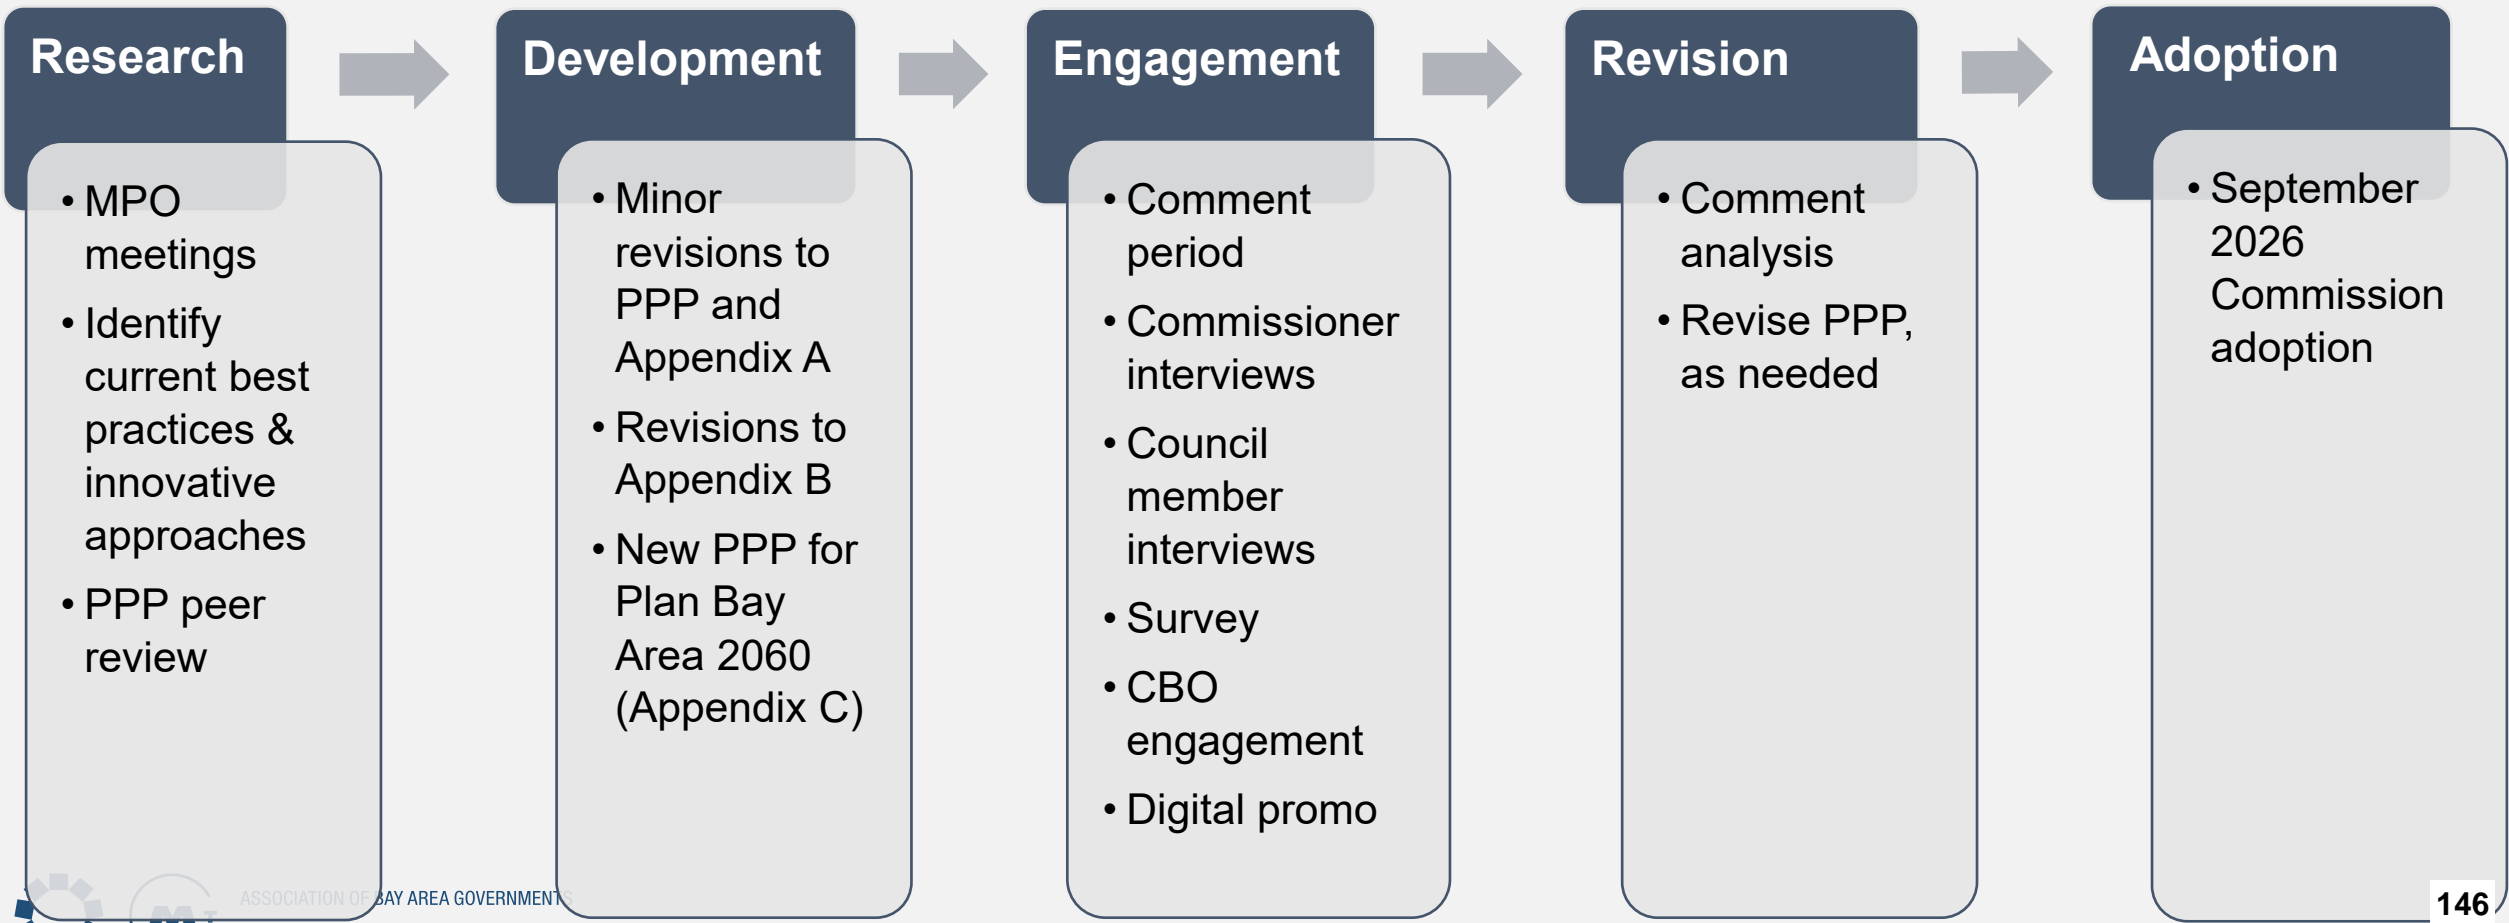 Research
• MPO
meetings
• Identify
current best
practices &
innovative
approaches
• PPP peer
review
Development
• Minor
revisions to
PPP and
Appendix A
• Revisions to
Appendix B
• New PPP for
Plan Bay
Area 2060
(Appendix C)
Engagement
• Comment
period
• Commissioner
interviews
• Council
member
interviews
• Survey
• CBO
engagement
• Digital promo
Revision
• Comment
analysis
• Revise PPP,
as needed
Adoption
• September
2026
Commission
adoption
ASSOCIATION OF BAY AREA GOVERNMENTS
146